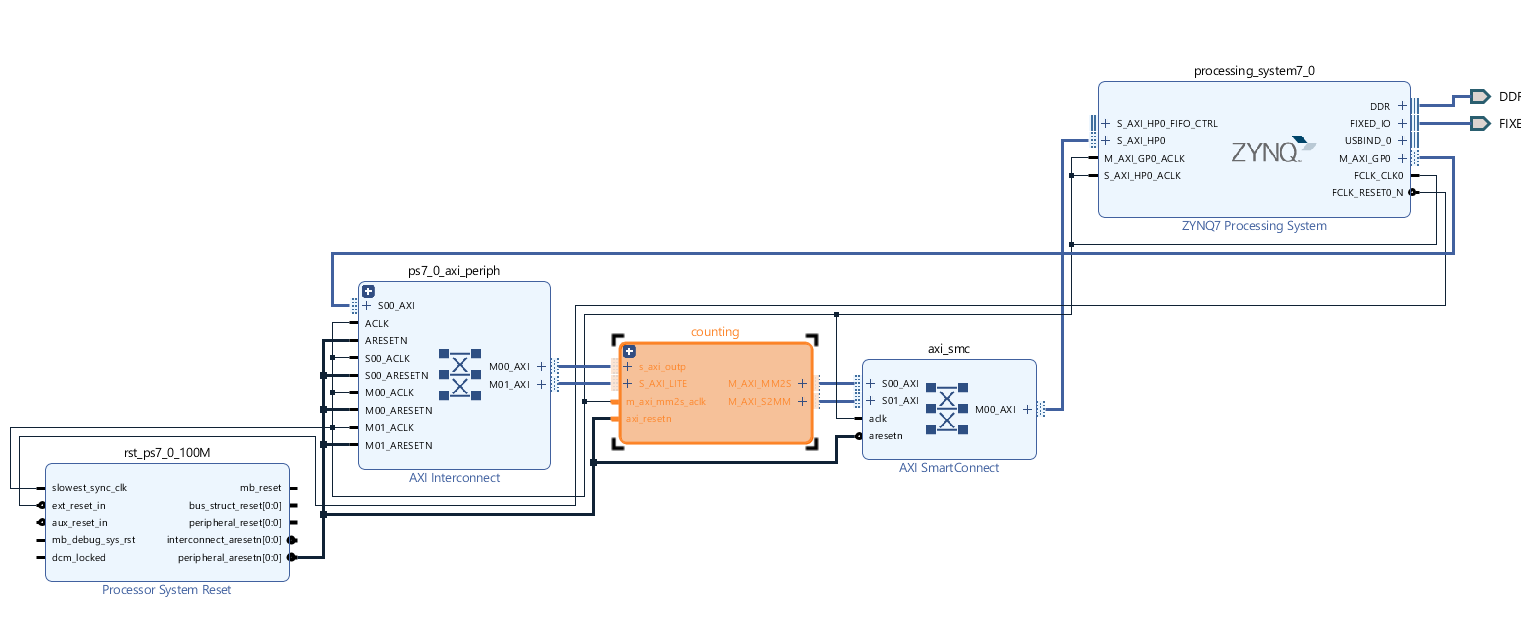 processing_system7_0
DDR
S_AXI_HP0_FIFO_CTRL
FIXED_IO
S_AXI_HP0
USBIND_0
M_AXI_GP0_ACLK
M_AXI_GP0
S_AXI_HP0_ACLK
FCLK_CLK0
FCLK_RESET0_N
ZYNQ
ZYNQ7 Processing System
DDR
FIXE
ps7_0_axi_periph
S00_AXI
ACLK
ARESETN
S00_ACLK
S00_ARESETN
M00_ACLK
M00_ARESETN
M01_ACLK
M01_ARESETN
M00_AXI
M01_AXI
AXI Interconnect
counting
s_axi_outp
S_AXI_LITE
m_axi_mm2s_aclk
axi_resetn
M_AXI_MM2S
M_AXI_S2MM
axi_smc
S00_AXI
S01_AXI
aclk
aresetn
M00_AXI
AXI SmartConnect
rst_ps7_0_100M
slowest_sync_clk
ext_reset_in
aux_reset_in
mb_debug_sys_rst
dcm_locked
mb_reset
bus_struct_reset[0:0]
peripheral_reset[0:0]
interconnect_aresetn[0:0]
peripheral_aresetn[0:0]
Processor System Reset